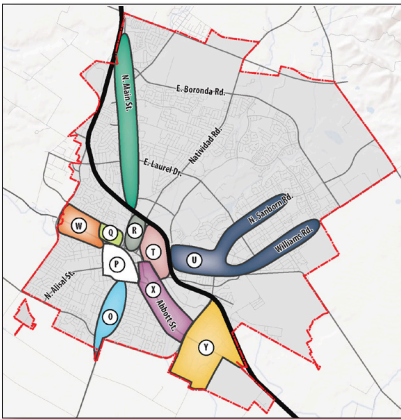 N. Main St.
E. Boronda Rd.
Natividad Rd.
E. Laurel Dr.
N. Sanborn Rd.
Williams Rd.
W
Q
R
T
U
P
X
N. Alisal St.
Abbott St.
O
Y